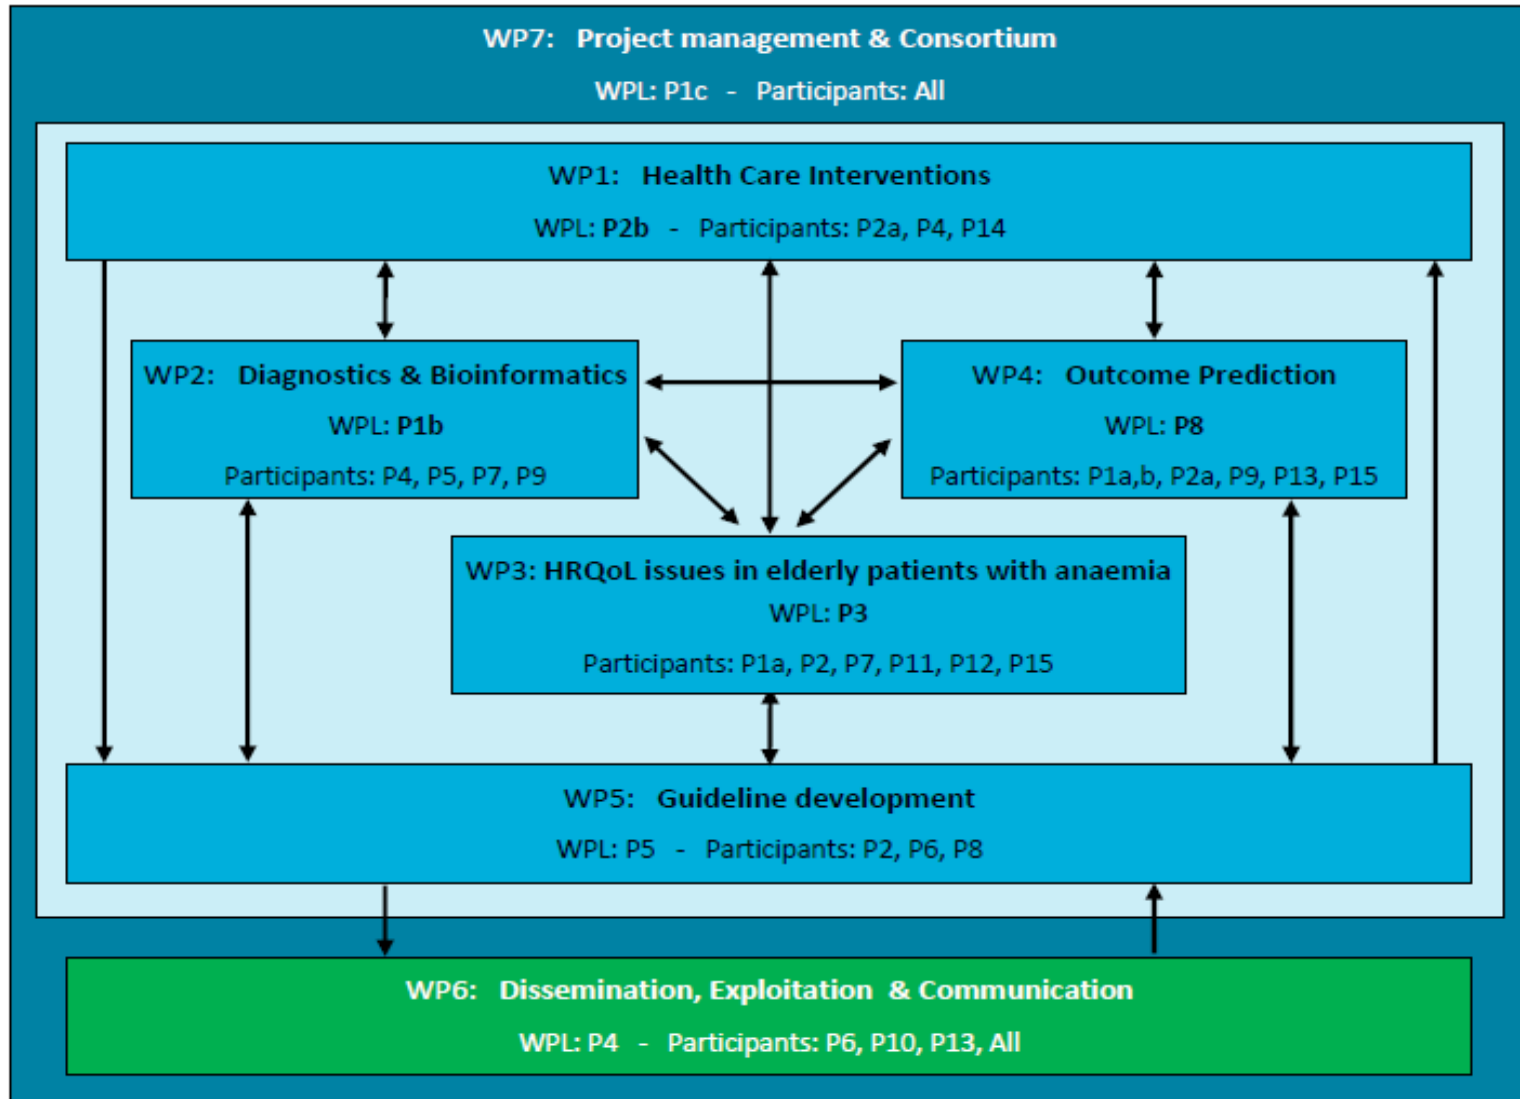 WP7: Project management & Consortium
WPL: P1c - Participants: All
WP1: Health Care Interventions
WPL: P2b - Participants: P2a, P4, P14
WP2: Diagnostics & Bioinformatics
WPL: P1b
Participants: P4, P5, P7, P9
WP4: Outcome Prediction
WPL: P8
Participants: P1a,b, P2a, P9, P13, P15
WP3: HRQoL issues in elderly patients with anaemia
WPL: P3
Participants: P1a, P2, P7, P11, P12, P15
WP5: Guideline development
WPL: P5 - Participants: P2, P6, P8
WP6: Dissemination, Exploitation & Communication
WPL: P4 - Participants: P6, P10, P13, All